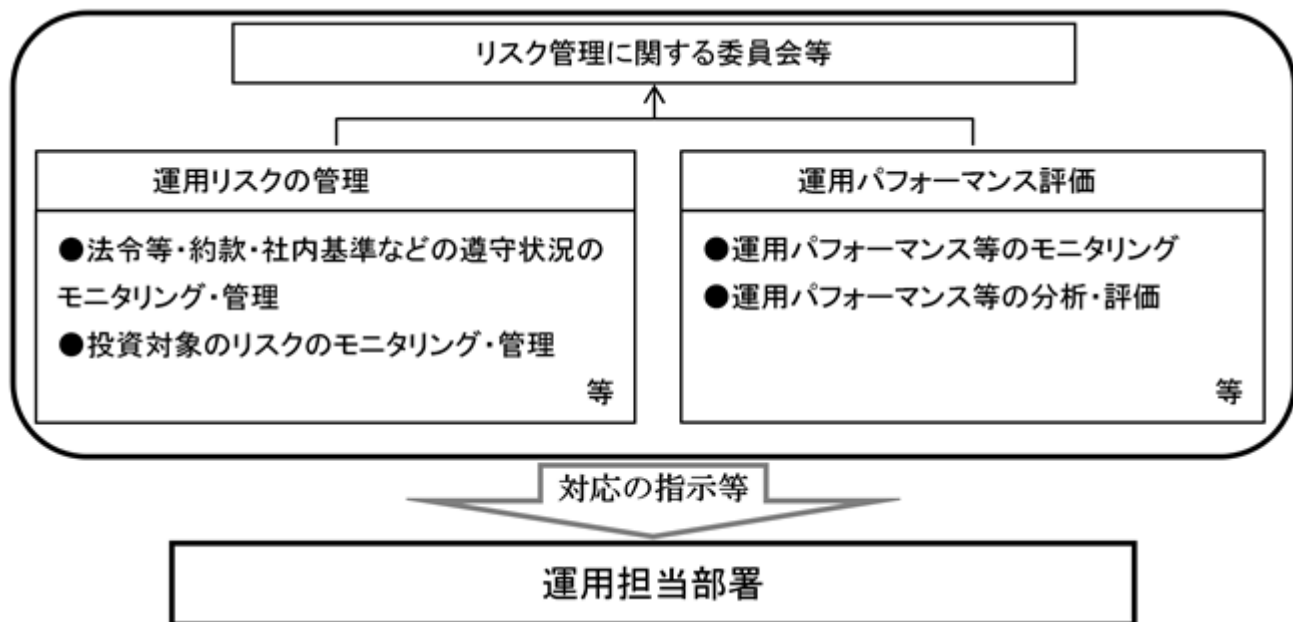 リスク管理に関する委員会等
運用リスクの管理
●法令等・約款・社内基準などの遵守状況の
モニタリング・管理
●投資対象のリスクのモニタリング・管理
等
運用パフォーマンス評価
●運用パフォーマンス等のモニタリング
●運用パフォーマンス等の分析・評価
等
対応の指示等
運用担当部署